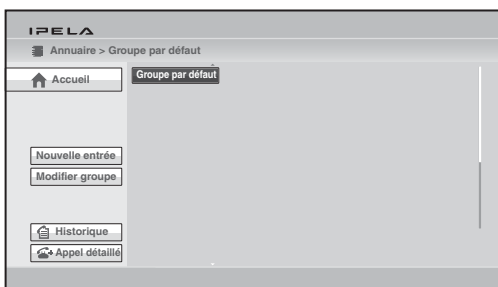 IPELA
Annuaire > Groupe par défaut
Accueil
Groupe par défaut
Nouvelle entrée
Modifier groupe
Historique
Appel détaillé